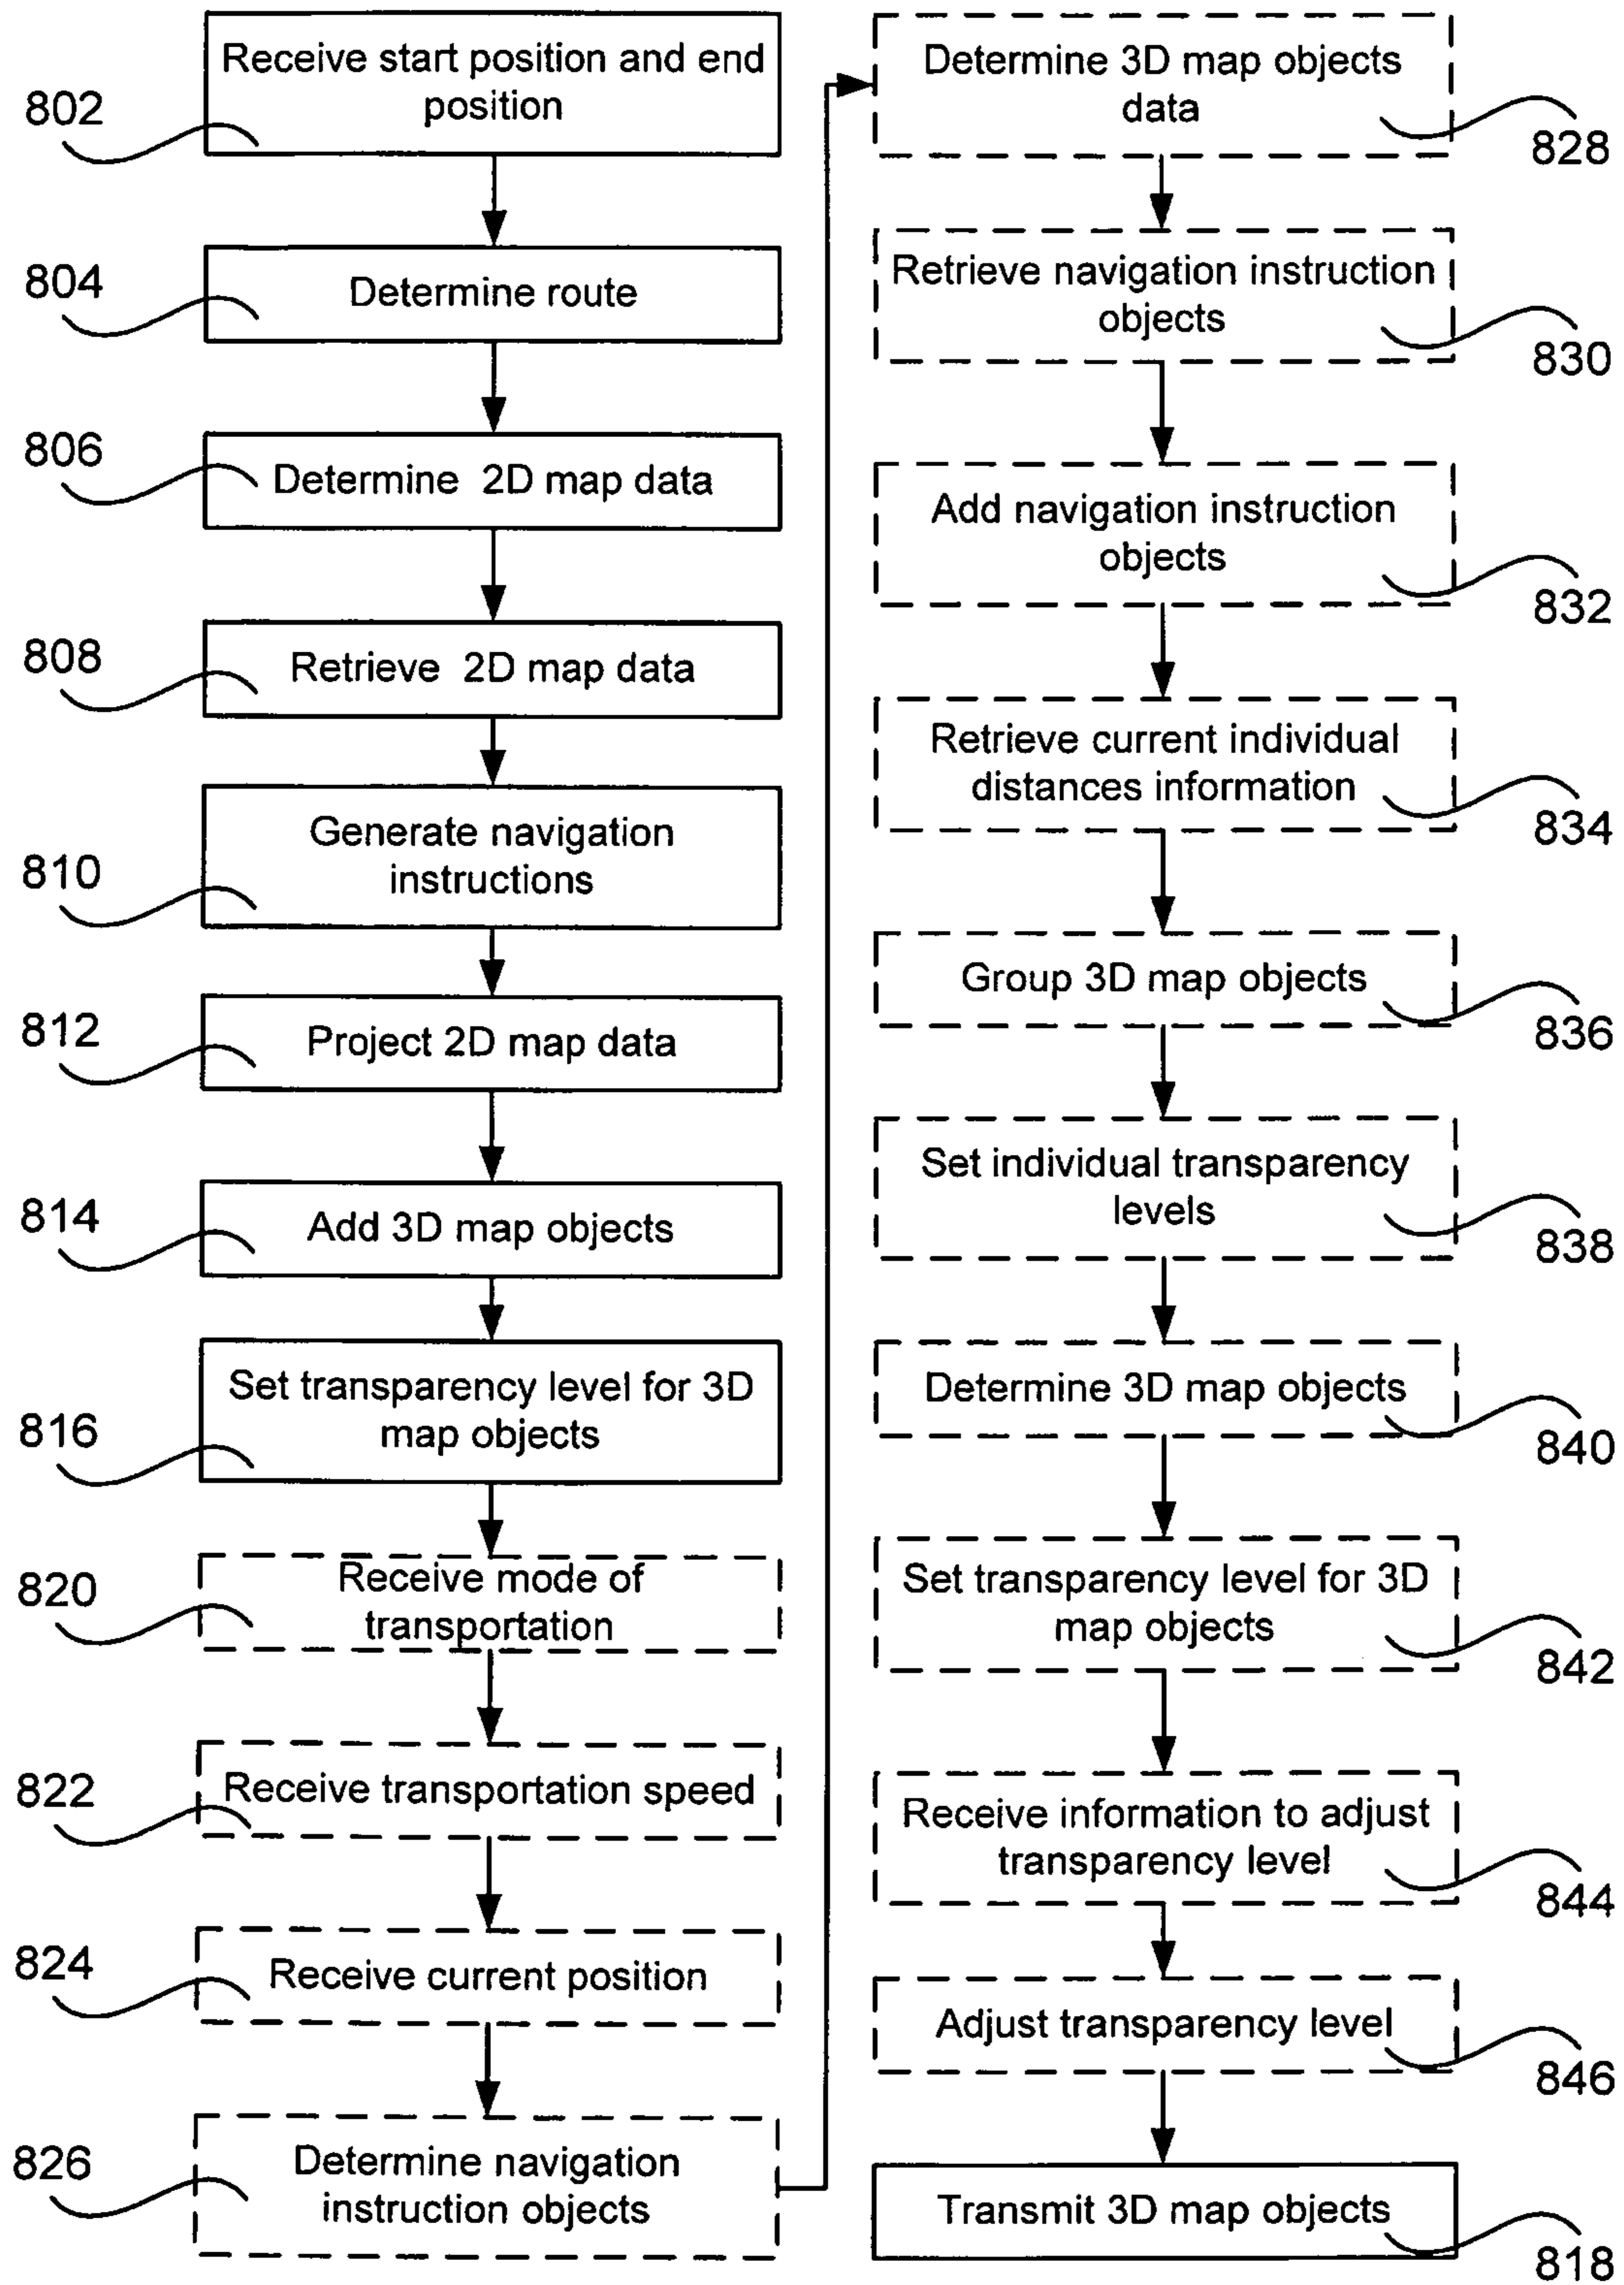 802
Receive start position and end
position
804
Determine route
806
Determine 2D map data
808
Retrieve 2D map data
810
Generate navigation
instructions
812
Project 2D map data
814
Add 3D map objects
816
Set transparency level for 3D
map objects
820
Receive mode of
transportation
822
Receive transportation speed
824
Receive current position
826
Determine navigation
instruction objects
Determine 3D map objects
data
828
Retrieve navigation instruction
objects
830
Add navigation instruction
objects
832
Retrieve current individual
distances information
834
Group 3D map objects
836
Set individual transparency
levels
838
Determine 3D map objects
840
Set transparency level for 3D
map objects
842
Receive information to adjust
transparency level
844
Adjust transparency level
846
Transmit 3D map objects
818